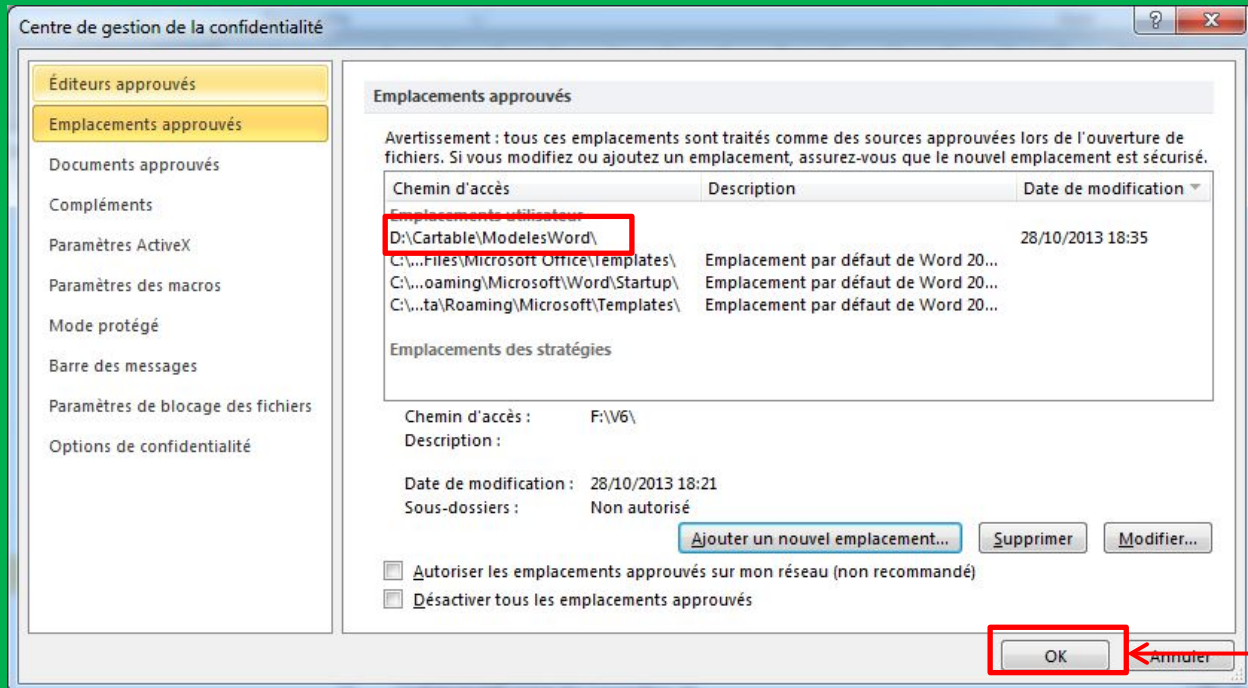 Centre de gestion de la confidentialité
Éditeurs approuvés
Emplacements approuvés
Documents approuvés
Compléments
Paramètres ActiveX
Paramètres des macros
Mode protégé
Barre des messages
Paramètres de blocage des fichiers
Options de confidentialité
Emplacements approuvés
Avertissement : tous ces emplacements sont traités comme des sources approuvées lors de l'ouverture de
fichiers. Si vous modifiez ou ajoutez un emplacement, assurez-vous que le nouvel emplacement est sécurisé.
Chemin d'accès Description Date de modification
Emplacements utilisateur
D:\Cartable\ModelesWord\ 28/10/2013 18:35
C:\...Files\Microsoft Office\Templates\ Emplacement par défaut de Word 20...
C:\...oaming\Microsoft\Word\Startup\ Emplacement par défaut de Word 20...
C:\...ta\Roaming\Microsoft\Templates\ Emplacement par défaut de Word 20...
Emplacements des stratégies
Chemin d'accès : F:\V6\
Description :
Date de modification : 28/10/2013 18:21
Sous-dossiers : Non autorisé
Ajouter un nouvel emplacement... Supprimer Modifier...
Autoriser les emplacements approuvés sur mon réseau (non recommandé)
Désactiver tous les emplacements approuvés
OK Annuler